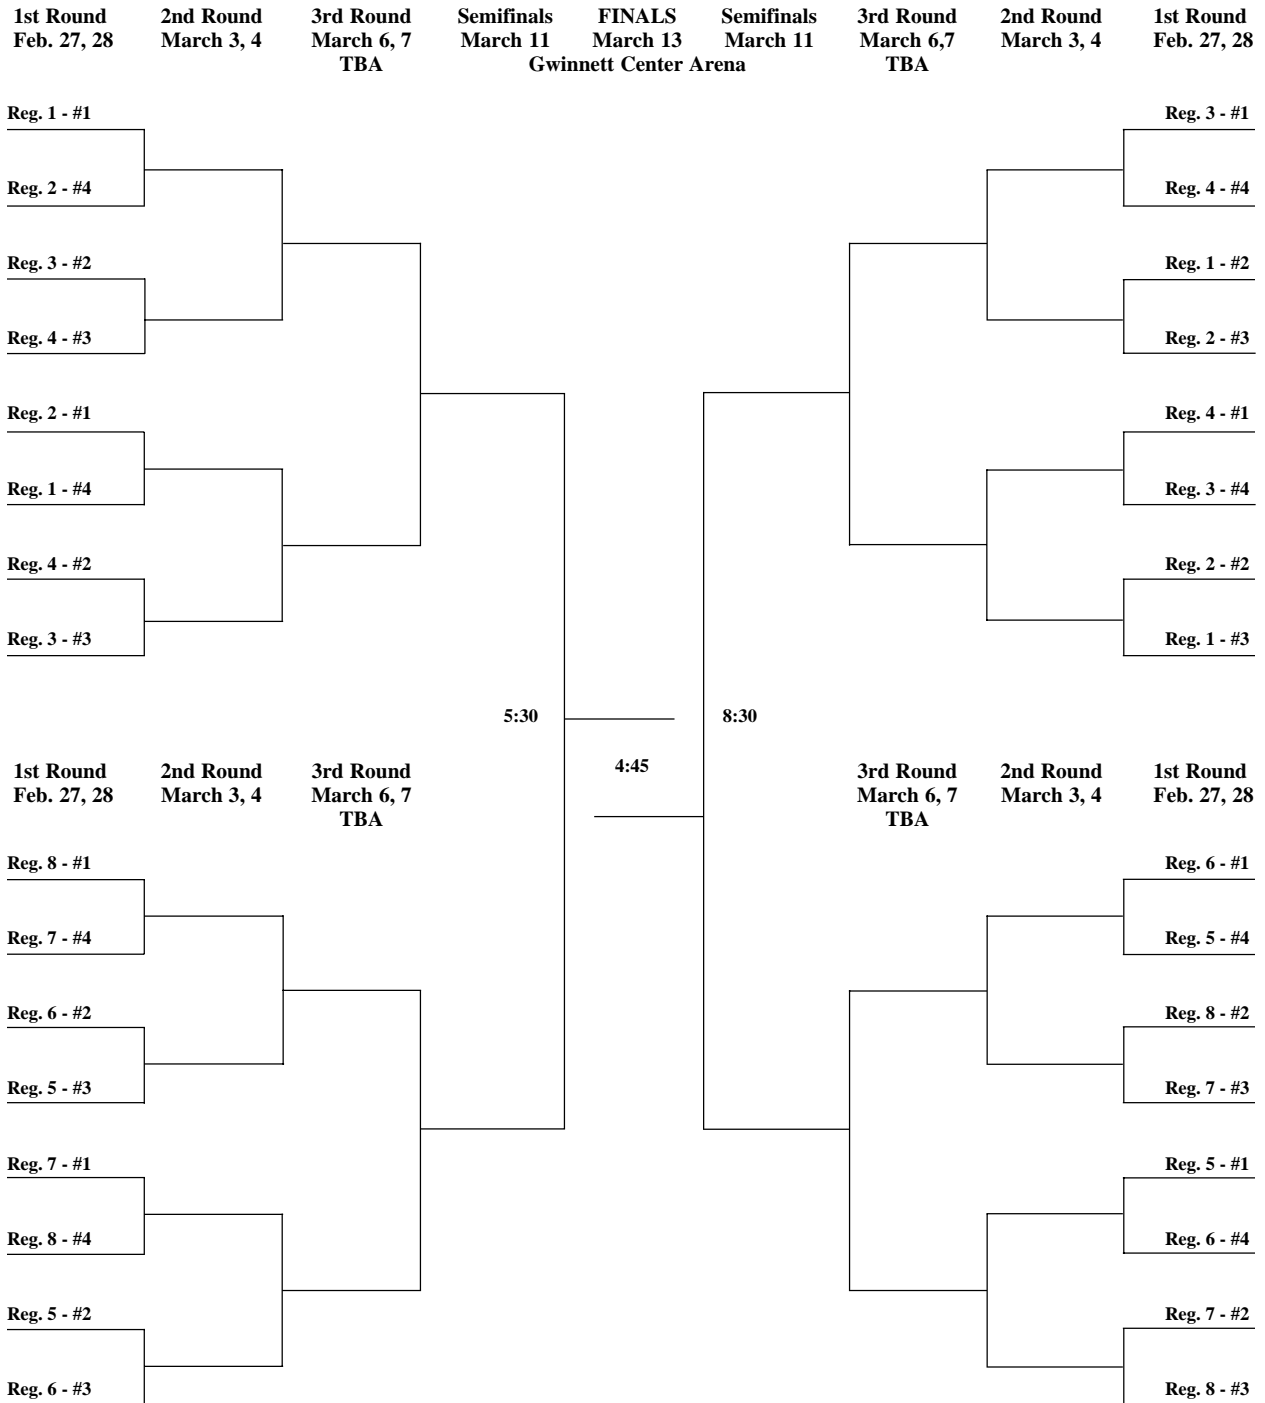 1st Round 2nd Round 3rd Round Semifinals FINALS Semifinals 3rd Round 2nd Round 1st Round
Feb. 27, 28 March 3, 4 March 6, 7 March 11 March 13 March 11 March 6,7 March 3, 4 Feb. 27, 28
TBA Gwinnett Center Arena TBA
Reg. 1 - #1 Reg. 3 - #1
Reg. 2 - #4 Reg. 4 - #4
Reg. 3 - #2 Reg. 1 - #2
Reg. 4 - #3 Reg. 2 - #3
Reg. 2 - #1 Reg. 4 - #1
Reg. 1 - #4 Reg. 3 - #4
Reg. 4 - #2 Reg. 2 - #2
Reg. 3 - #3 Reg. 1 - #3
5:30 8:30
4:45
1st Round 2nd Round 3rd Round 3rd Round 2nd Round 1st Round
Feb. 27, 28 March 3, 4 March 6, 7 March 6, 7 March 3, 4 Feb. 27, 28
TBA TBA
Reg. 8 - #1 Reg. 6 - #1
Reg. 7 - #4 Reg. 5 - #4
Reg. 6 - #2 Reg. 8 - #2
Reg. 5 - #3 Reg. 7 - #3
Reg. 7 - #1 Reg. 5 - #1
Reg. 8 - #4 Reg. 6 - #4
Reg. 5 - #2 Reg. 7 - #2
Reg. 6 - #3 Reg. 8 - #3